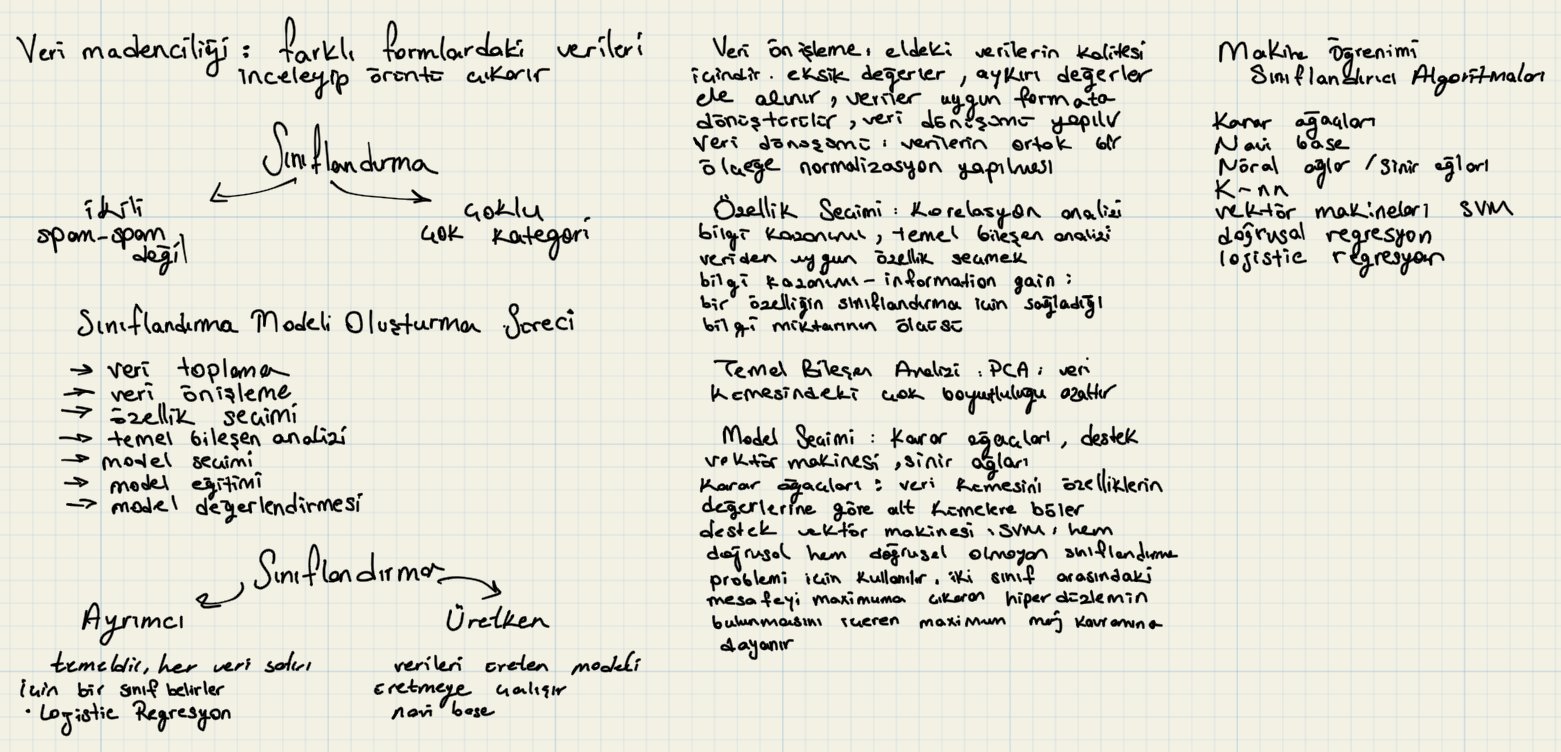 Veri madenciliği : farklı formlardaki verileri
inceleyip örüntü çıkarır
Sınıflandırma
ikili
spam-spam
değil
çoklu
çok kategori
Sınıflandırma Modeli Oluşturma Süreci
→ veri toplama
→ veri önişleme
→ özellik seçimi
→ temel bileşen analizi
→ model seçimi
→ model eğitimi
→ model değerlendirmesi
Sınıflandırma
Ayrımcı
temeldir, her veri satırı
için bir sınıf belirler
· Logistic Regresyon
Üretken
verileri üreten modeli
üretmeye çalışır
navi base
Veri önişleme : eldeki verilerin kalitesi
içindir. eksik değerler, aykırı değerler
ele alınır, veriler uygun formata
dönüştürülür, veri dönüşümü yapılır
Veri dönüşümü : verilerin ortak bir
ölçeğe normalizasyon yapılması
Özellik Seçimi : Korelasyon analizi
bilgi kazanımı, temel bileşen analizi
veriden uygun özellik seçmek
bilgi kazanımı - information gain :
bir özelliğin sınıflandırma için sağladığı
bilgi miktarının ölçüsü
Temel Bileşen Analizi : PCA : veri
kümesindeki çok boyutluluğu azaltır
Model Seçimi : Karar ağaçları, destek
vektör makinesi, sinir ağları
Karar ağaçları : veri kümesini özelliklerin
değerlerine göre alt kümelere böler
destek vektör makinesi : SVM : hem
doğrusal hem doğrusal olmayan sınıflandırma
problemi için kullanılır. iki sınıf arasındaki
mesafeyi maximuma çıkaran hiper düzlemin
bulunmasını içeren maximum marj kavramına
dayanır
Makine Öğrenimi
Sınıflandırıcı Algoritmaları
Karar ağaçları
Navi base
Nöral ağlar / sinir ağları
K-nn
vektör makineları SVM
doğrusal regresyon
logistic regresyon